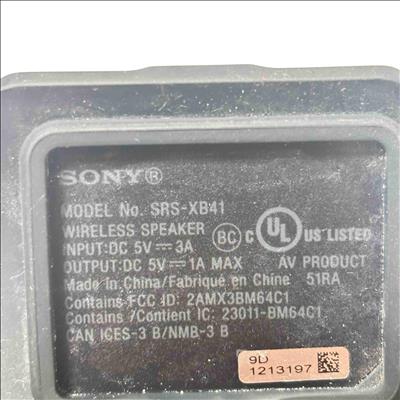 SONY®
MODEL No. SRS-XB41
WIRELESS SPEAKER
INPUT:DC 5V⎓3A
OUTPUT:DC 5V⎓1A MAX
BC
C UL® US LISTED
AV PRODUCT
Made in China/Fabriqué en Chine 51RA
Contains FCC ID: 2AMX3BM64C1
Contains /Contient IC: 23011-BM64C1
CAN ICES-3 B/NMB-3 B
9D
1213197